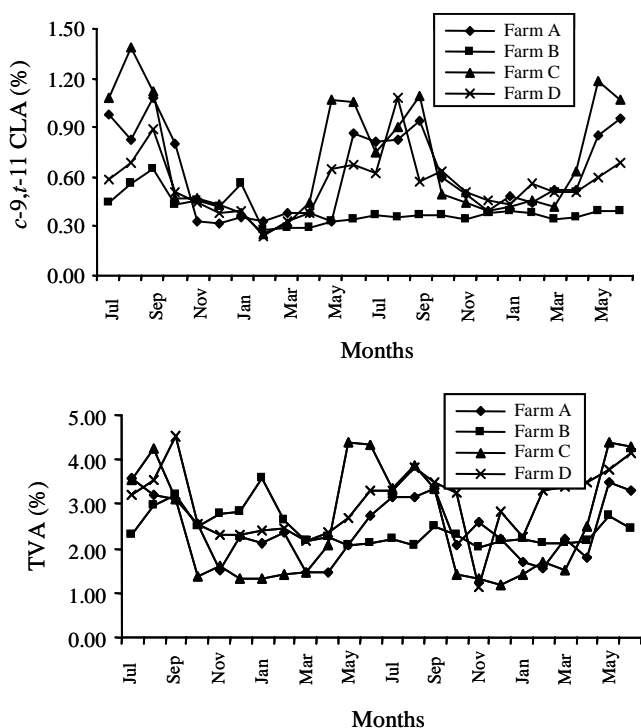 c-9,t-11 CLA (%)
1.50
1.20
0.90
0.60
0.30
0.00
Farm A
Farm B
Farm C
Farm D
Jul
Sep
Nov
Jan
Mar
May
Jul
Sep
Nov
Jan
Mar
May
Months
TVA (%)
5.00
4.00
3.00
2.00
1.00
0.00
Farm A
Farm B
Farm C
Farm D
Jul
Sep
Nov
Jan
Mar
May
Jul
Sep
Nov
Jan
Mar
May
Months